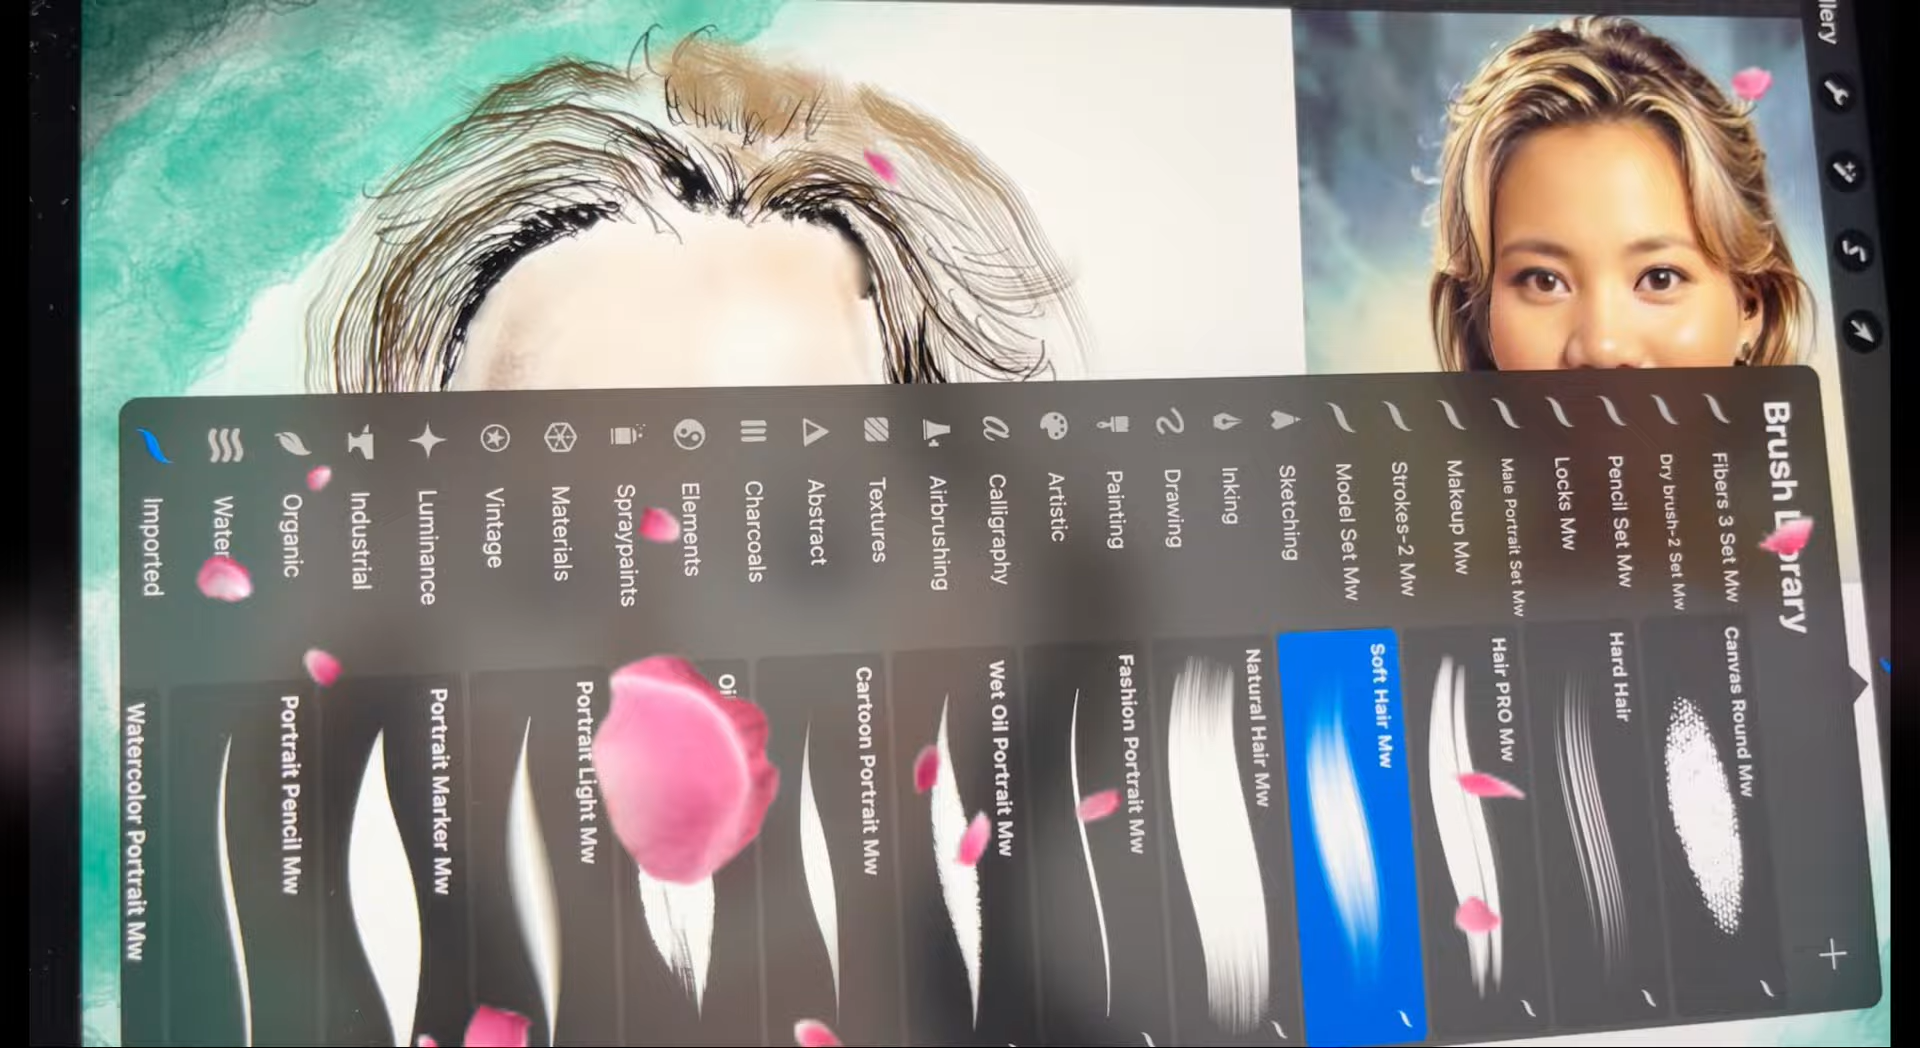 llery
Brush L brary
Fibers 3 Set Mw
Dry brush-2 Set Mw
Pencil Set Mw
Locks Mw
Male Portrait Set Mw
Makeup Mw
Strokes-2 Mw
Model Set Mw
Sketching
Inking
Drawing
Painting
Artistic
Calligraphy
Airbrushing
Textures
Abstract
Charcoals
Elements
Spraypaints
Materials
Vintage
Luminance
Industrial
Organic
Water
Imported
Canvas Round Mw
Hard Hair
Hair PRO Mw
Soft Hair Mw
Natural Hair Mw
Fashion Portrait Mw
Wet Oil Portrait Mw
Cartoon Portrait Mw
Oi
Portrait Light Mw
Portrait Marker Mw
Portrait Pencil Mw
Watercolor Portrait Mw